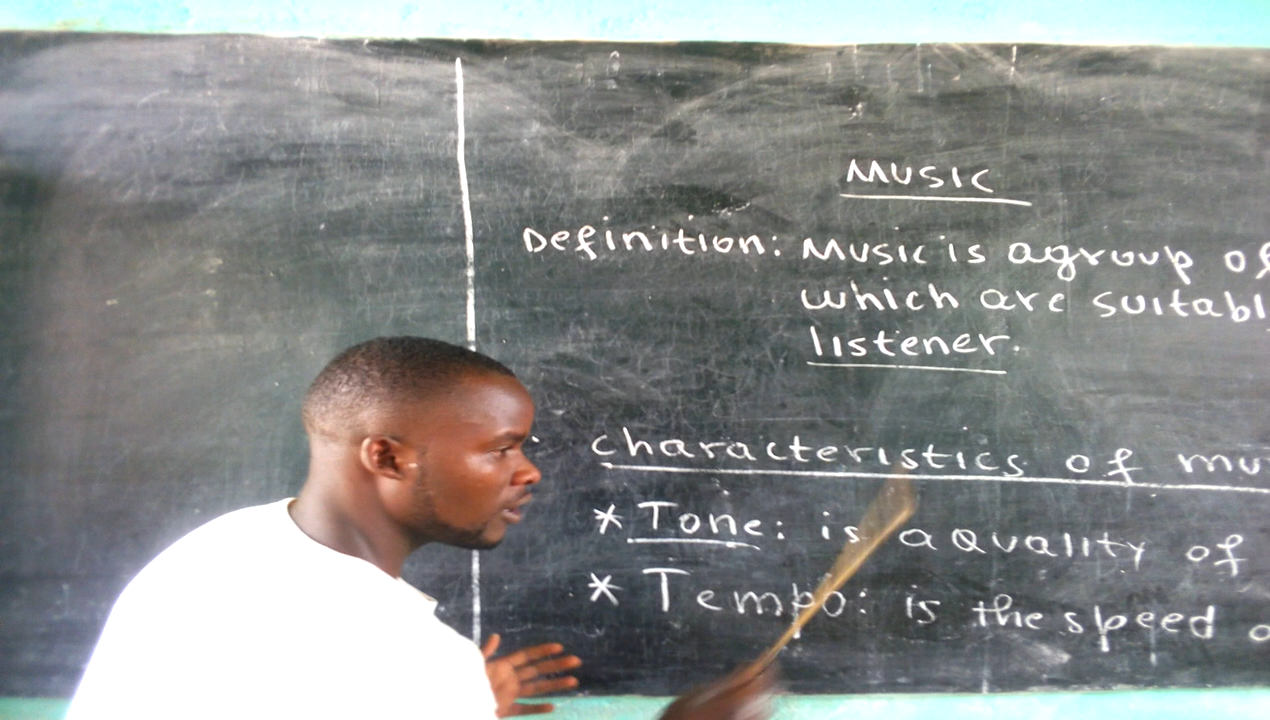 MUSIC
Definition: Music is agroup of
which are suitabl
listener.
characteristics of mu
* Tone: is a Quality of
* Tempo: is the speed o